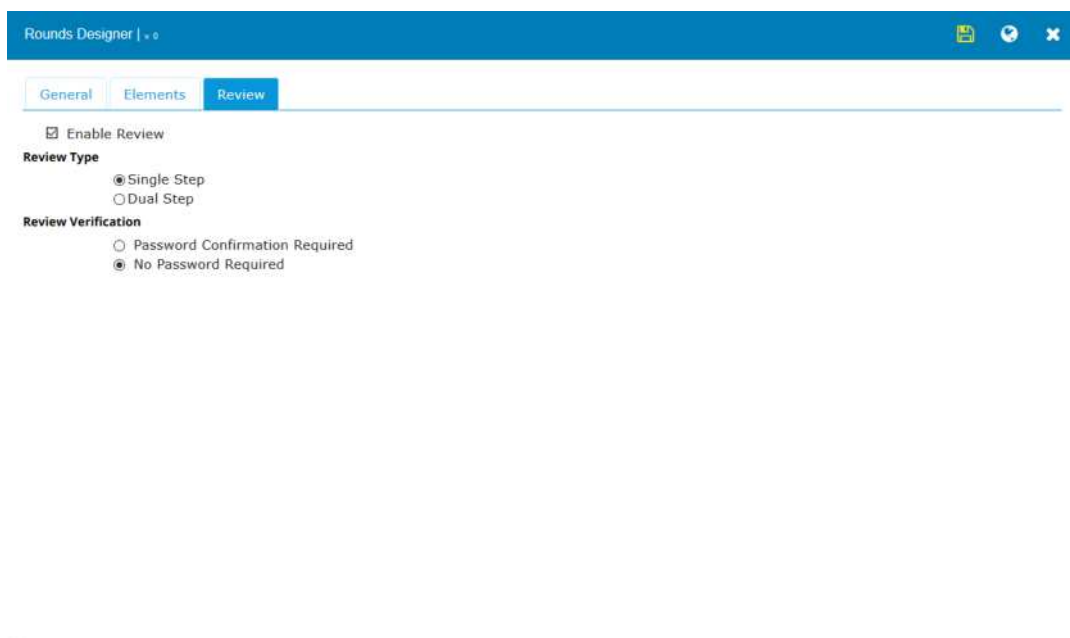 Rounds Designer | v 0
General Elements Review
Enable Review
Review Type
Single Step
Dual Step
Review Verification
Password Confirmation Required
No Password Required